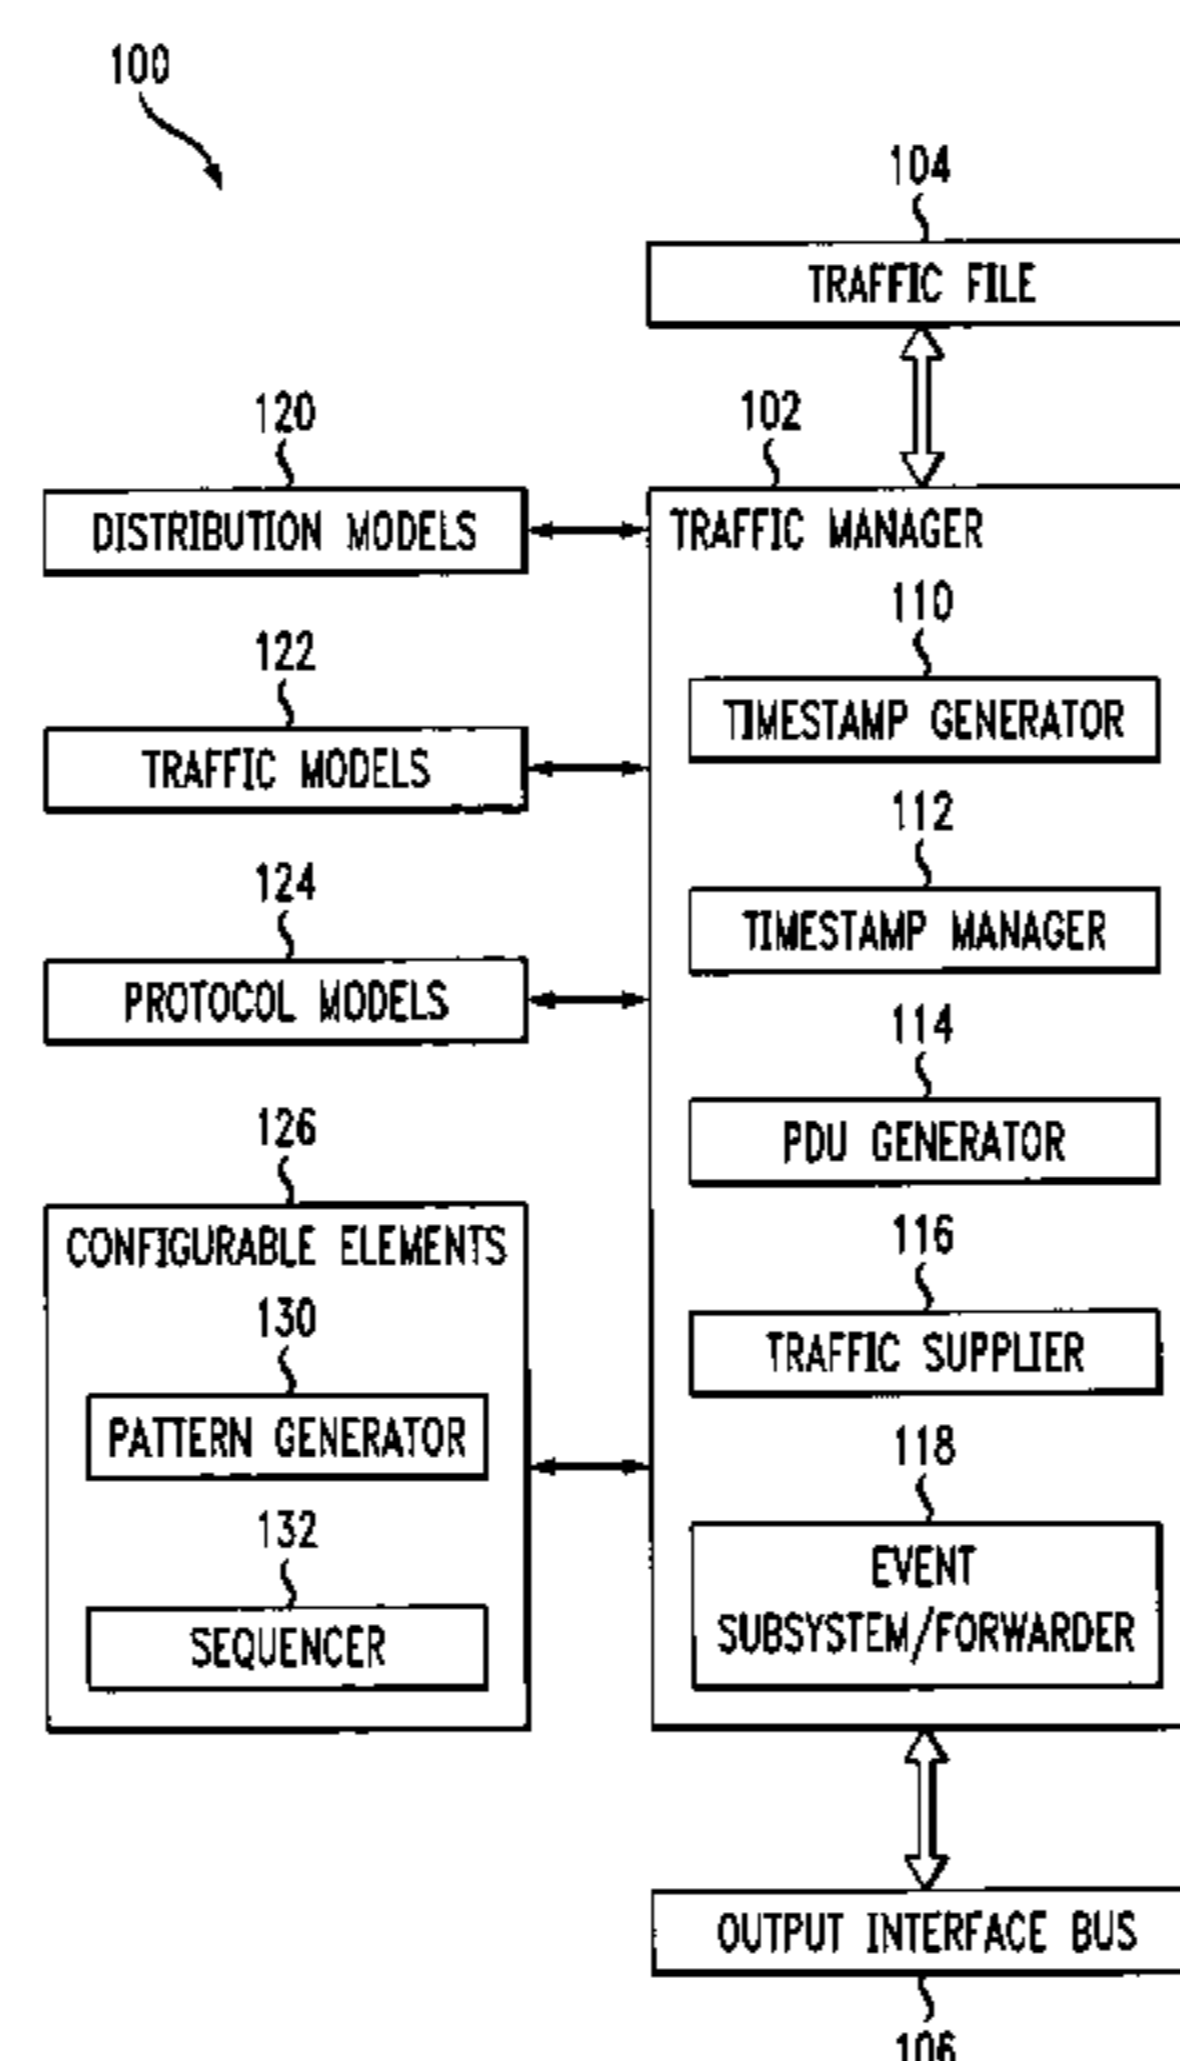 100
104
TRAFFIC FILE
120
102
DISTRIBUTION MODELS
TRAFFIC MANAGER
110
122
TIMESTAMP GENERATOR
TRAFFIC MODELS
112
124
TIMESTAMP MANAGER
PROTOCOL MODELS
114
126
PDU GENERATOR
CONFIGURABLE ELEMENTS
116
130
TRAFFIC SUPPLIER
PATTERN GENERATOR
118
132
EVENT
SUBSYSTEM/FORWARDER
SEQUENCER
OUTPUT INTERFACE BUS
106